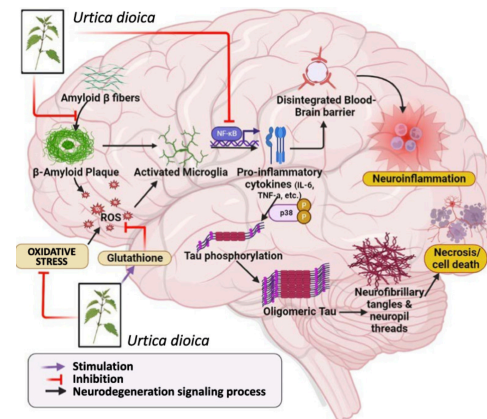 Urtica dioica
Amyloid β fibers
NF-κB
Disintegrated Blood-
Brain barrier
β-Amyloid Plaque
Activated Microglia
Pro-inflammatory
cytokines (IL-6,
TNF-a, etc.)
Neuroinflammation
P
p38
P
ROS
OXIDATIVE
STRESS
Glutathione
Tau phosphorylation
Necrosis/
cell death
Oligomeric Tau
Neurofibrillary
tangles &
neuropil
threads
Urtica dioica
Stimulation
Inhibition
Neurodegeneration signaling process